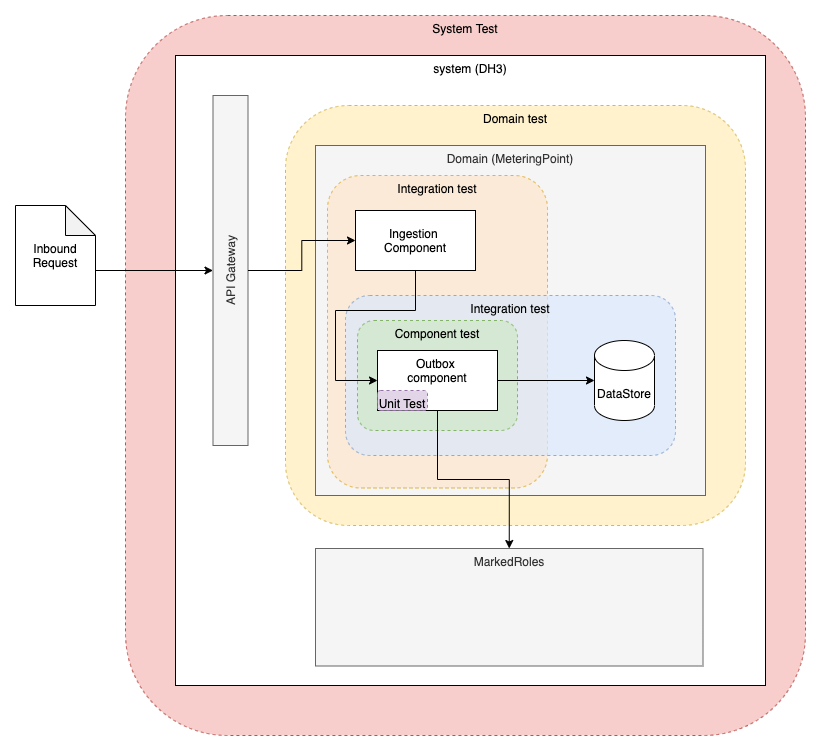 System Test
system (DH3)
Domain test
Domain (MeteringPoint)
Integration test
Ingestion
Component
Inbound
Request
API Gateway
Integration test
Component test
Outbox
component
Unit Test
DataStore
MarkedRoles